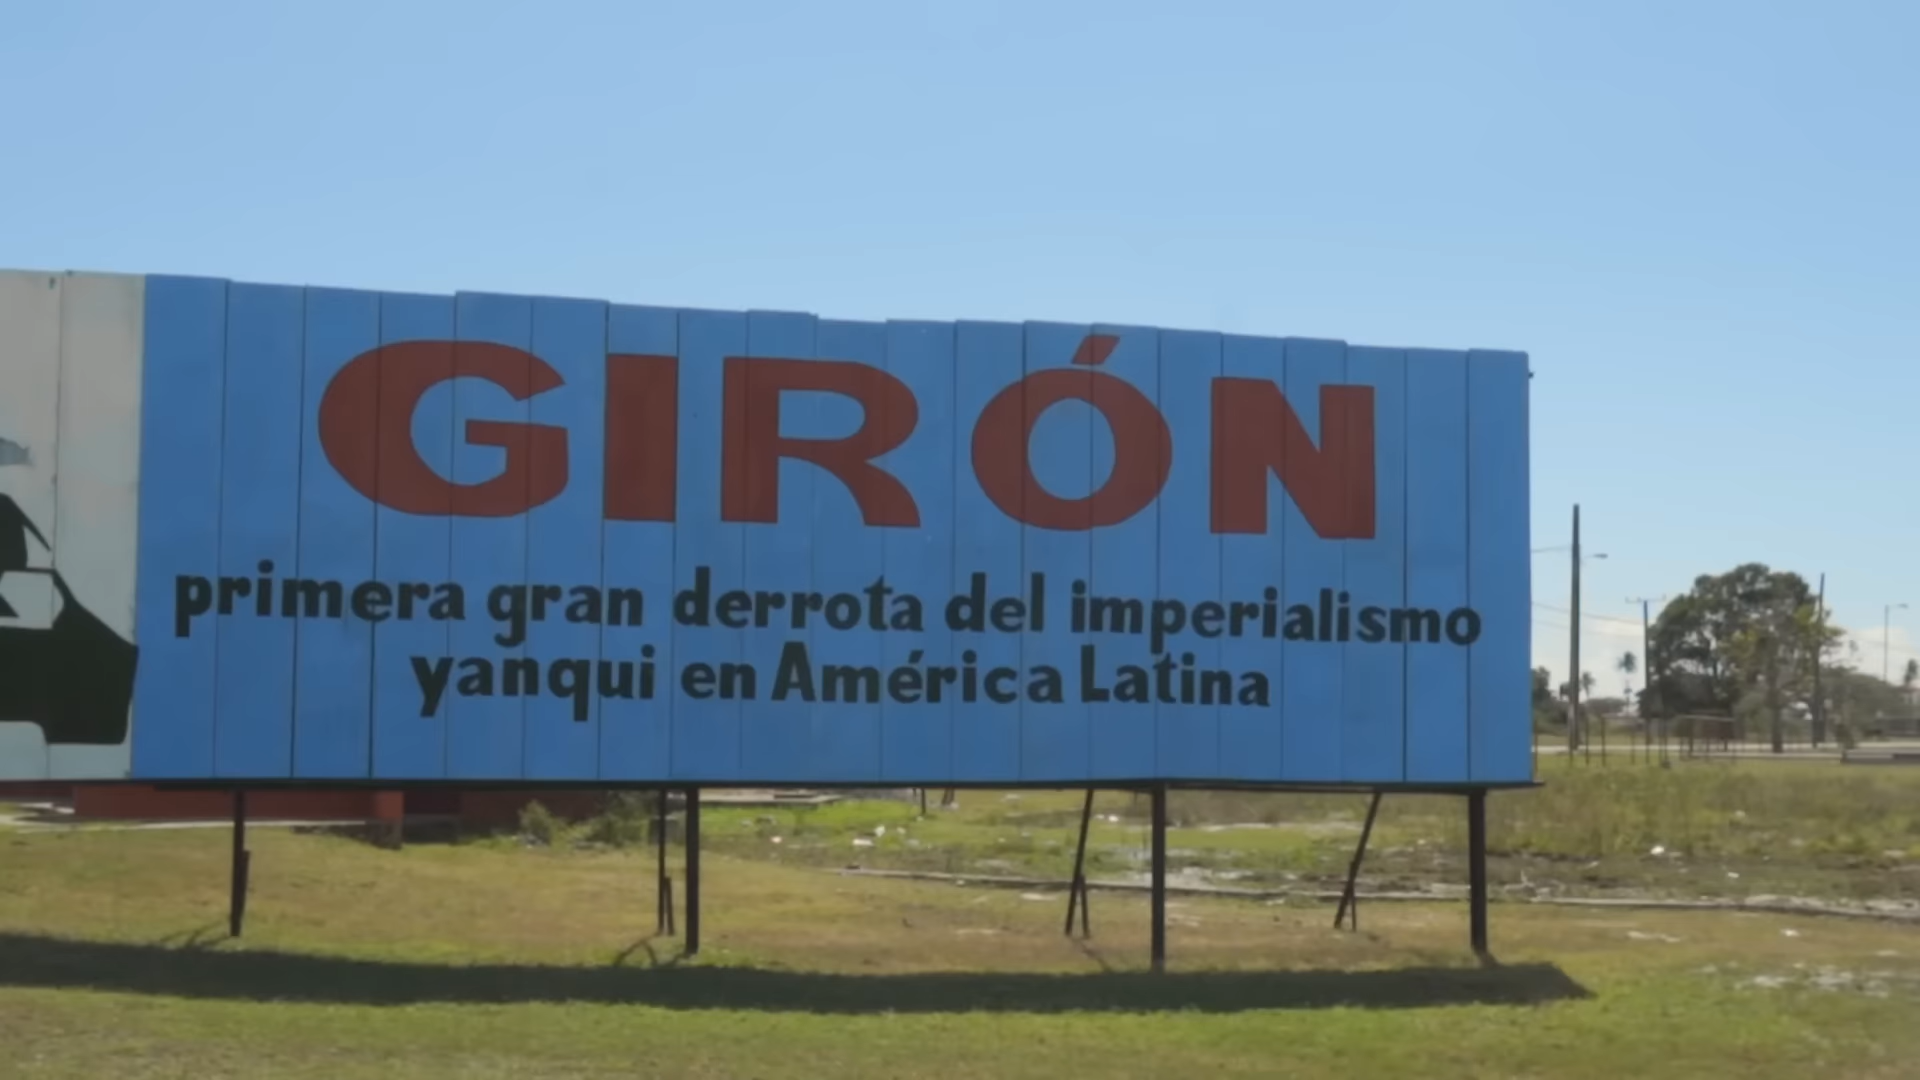 GIRÓN
primera gran derrota del imperialismo
yanqui en América Latina